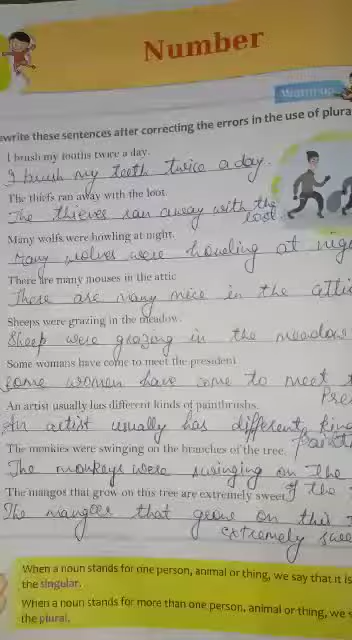 Number
Warm-up
ewrite these sentences after correcting the errors in the use of plura
I brush my tooths twice a day.
I brush my teeth twice a day.
The thiefs ran away with the loot.
The thieves ran away with the
loot.
Many wolfs were howling at night.
Many wolves were howling at nig
There are many mouses in the attic
There are many mice in the attic
Sheeps were grazing in the meadow.
Sheep were grazing in the meadow
Some womans have come to meet the president
Some women have come to meet
Pre
An artist usually has different kinds of paintbrushs.
An artist usually has different kin
paint
The monkies were swinging on the branches of the tree.
The monkeys were swinging on the
of the
The mangos that grow on this tree are extremely sweet.
The mangoes that grow on this
extremely swee
When a noun stands for one person, animal or thing, we say that it is
the singular.
When a noun stands for more than one person, animal or thing, we s
the plural.